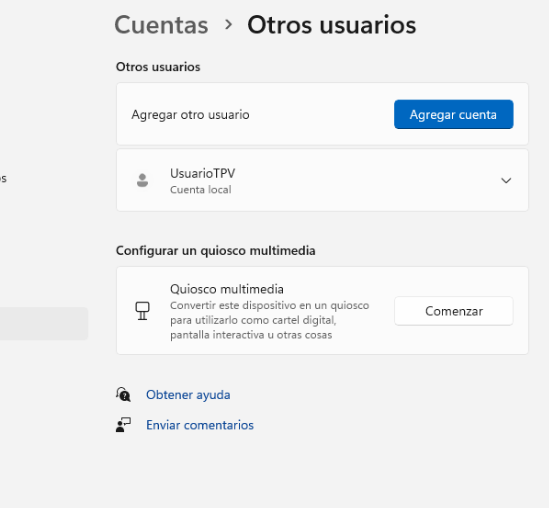 Cuentas > Otros usuarios
Otros usuarios
Agregar otro usuario
Agregar cuenta
os
UsuarioTPV
Cuenta local
Configurar un quiosco multimedia
Quiosco multimedia
Convertir este dispositivo en un quiosco
para utilizarlo como cartel digital,
pantalla interactiva u otras cosas
Comenzar
Obtener ayuda
Enviar comentarios